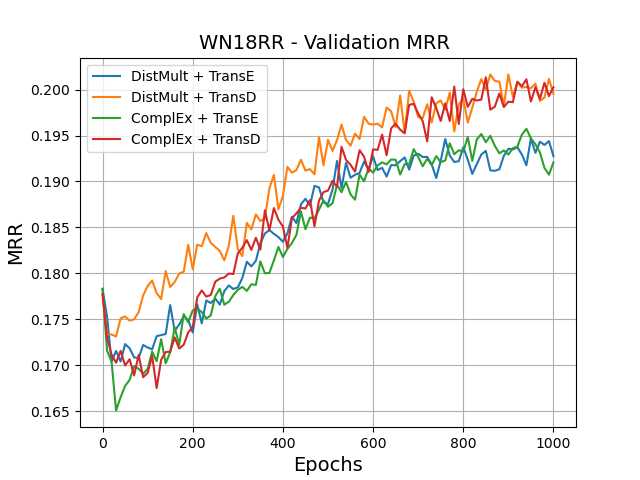 WN18RR - Validation MRR
DistMult + TransE
DistMult + TransD
ComplEx + TransE
ComplEx + TransD
MRR
0.200
0.195
0.190
0.185
0.180
0.175
0.170
0.165
0 200 400 600 800 1000
Epochs